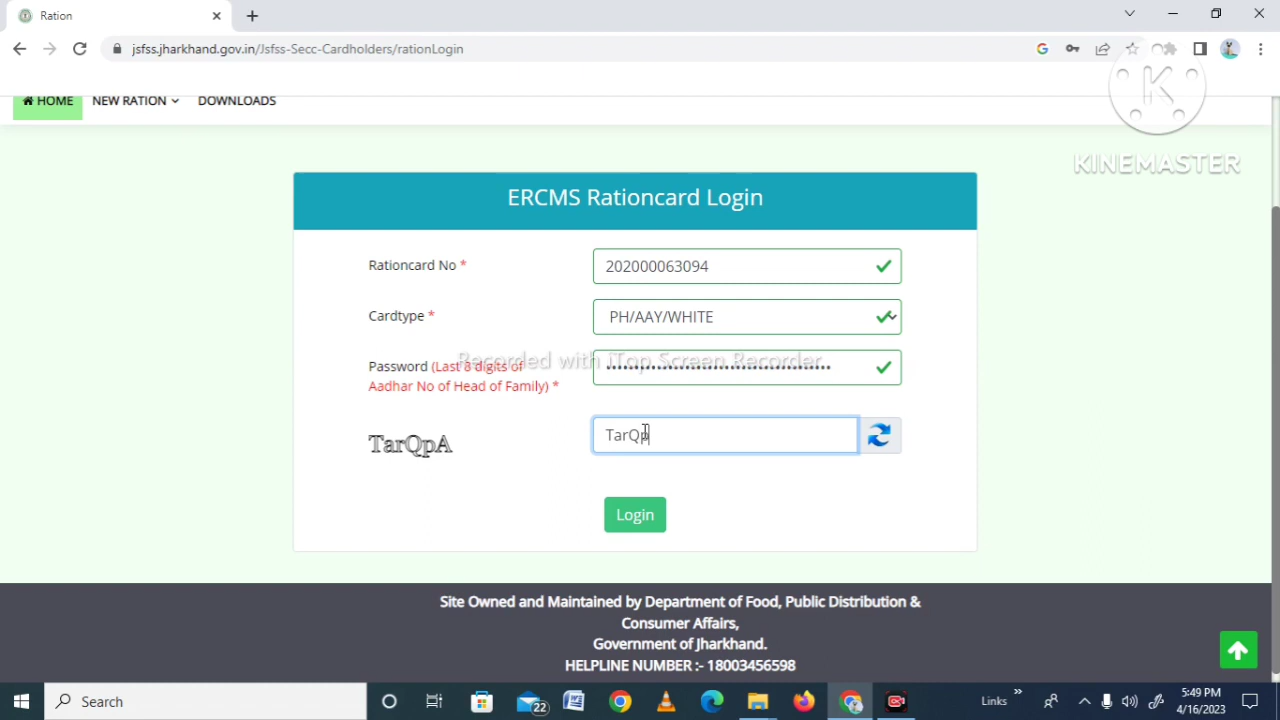 Ration
jsfss.jharkhand.gov.in/Jsfss-Secc-Cardholders/rationLogin
HOME NEW RATION DOWNLOADS
K
KINEMASTER
ERCMS Rationcard Login
Rationcard No * 202000063094
Cardtype * PH/AAY/WHITE
Password (Last 8 digits of
Aadhar No of Head of Family) *
Recorded with iTop Screen Recorder
TarQpA TarQp
Login
Site Owned and Maintained by Department of Food, Public Distribution &
Consumer Affairs,
Government of Jharkhand.
HELPLINE NUMBER :- 18003456598
Search 22 Links 5:49 PM
4/16/2023